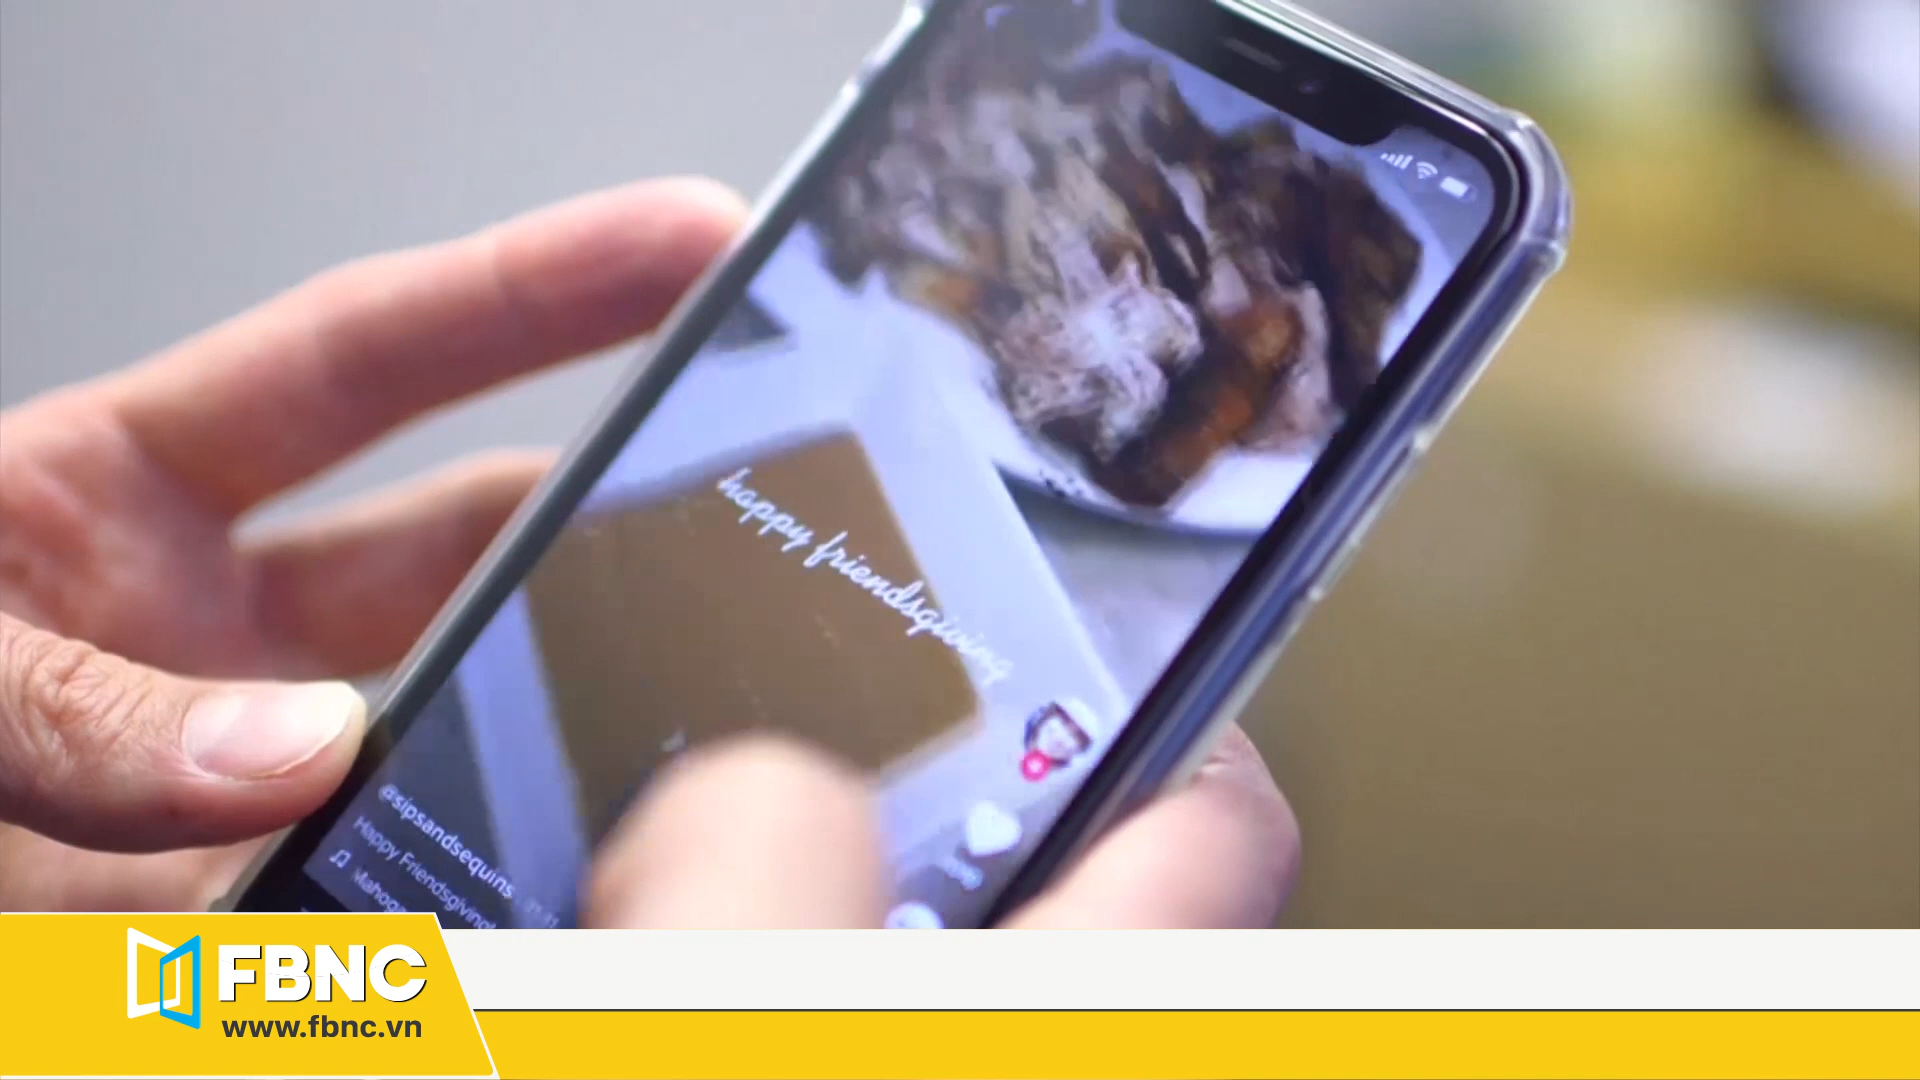 happy friendsgiving
@sipsandsequins
Happy Friendsgiving!
FBNC
www.fbnc.vn